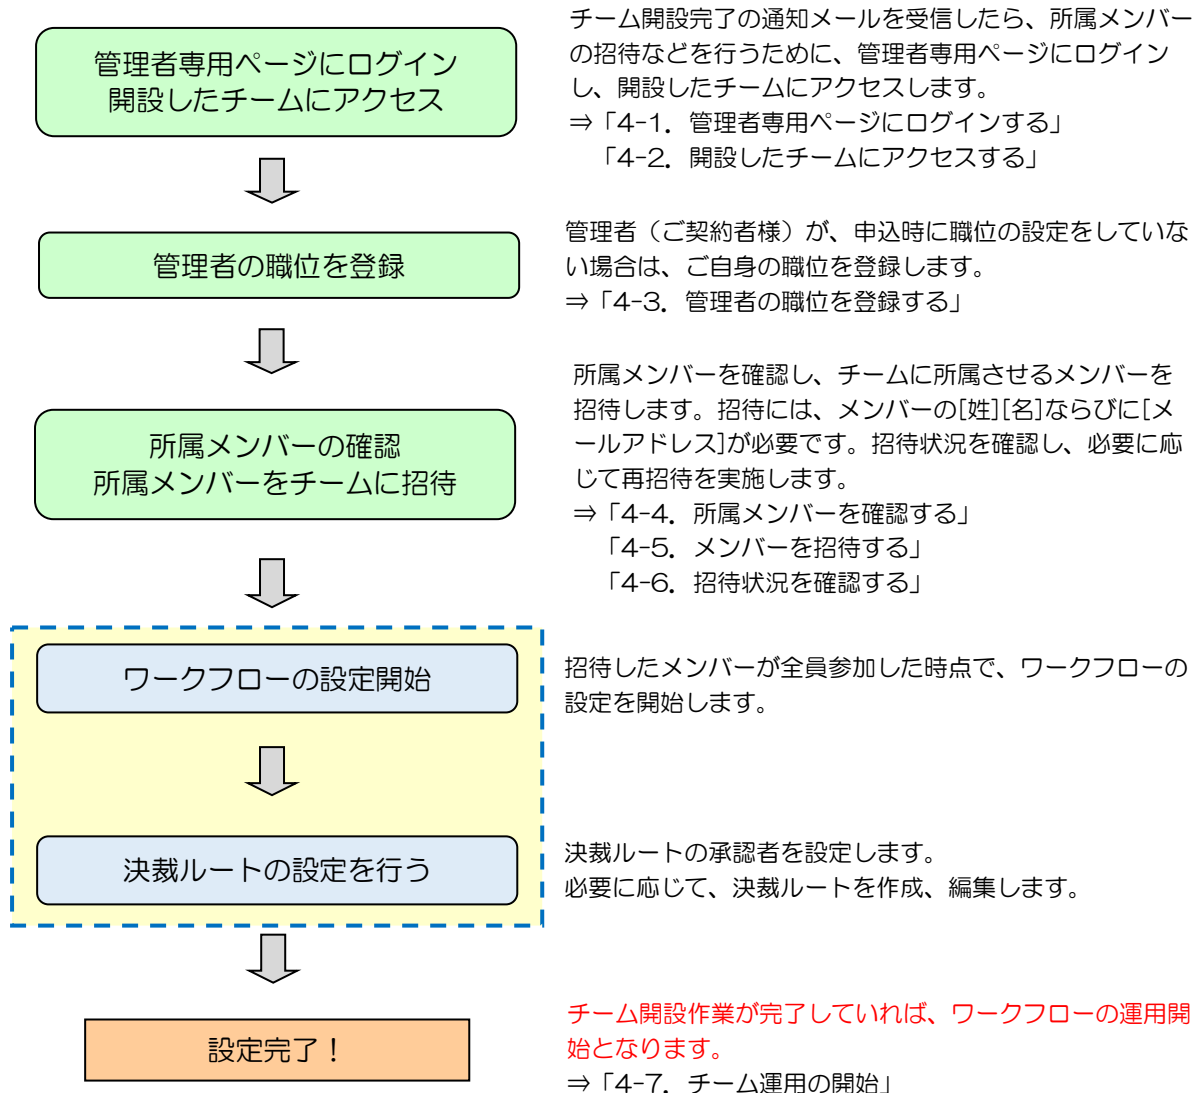 管理者専用ページにログイン
開設したチームにアクセス
チーム開設完了の通知メールを受信したら、所属メンバー
の招待などを行うために、管理者専用ページにログイン
し、開設したチームにアクセスします。
⇒「4-1．管理者専用ページにログインする」
「4-2．開設したチームにアクセスする」
管理者の職位を登録
管理者（ご契約者様）が、申込時に職位の設定をしていな
い場合は、ご自身の職位を登録します。
⇒「4-3．管理者の職位を登録する」
所属メンバーの確認
所属メンバーをチームに招待
所属メンバーを確認し、チームに所属させるメンバーを
招待します。招待には、メンバーの[姓][名]ならびに[メ
ールアドレス]が必要です。招待状況を確認し、必要に応
じて再招待を実施します。
⇒「4-4．所属メンバーを確認する」
「4-5．メンバーを招待する」
「4-6．招待状況を確認する」
ワークフローの設定開始
招待したメンバーが全員参加した時点で、ワークフローの
設定を開始します。
決裁ルートの設定を行う
決裁ルートの承認者を設定します。
必要に応じて、決裁ルートを作成、編集します。
設定完了！
チーム開設作業が完了していれば、ワークフローの運用開
始となります。
⇒「4-7．チーム運用の開始」